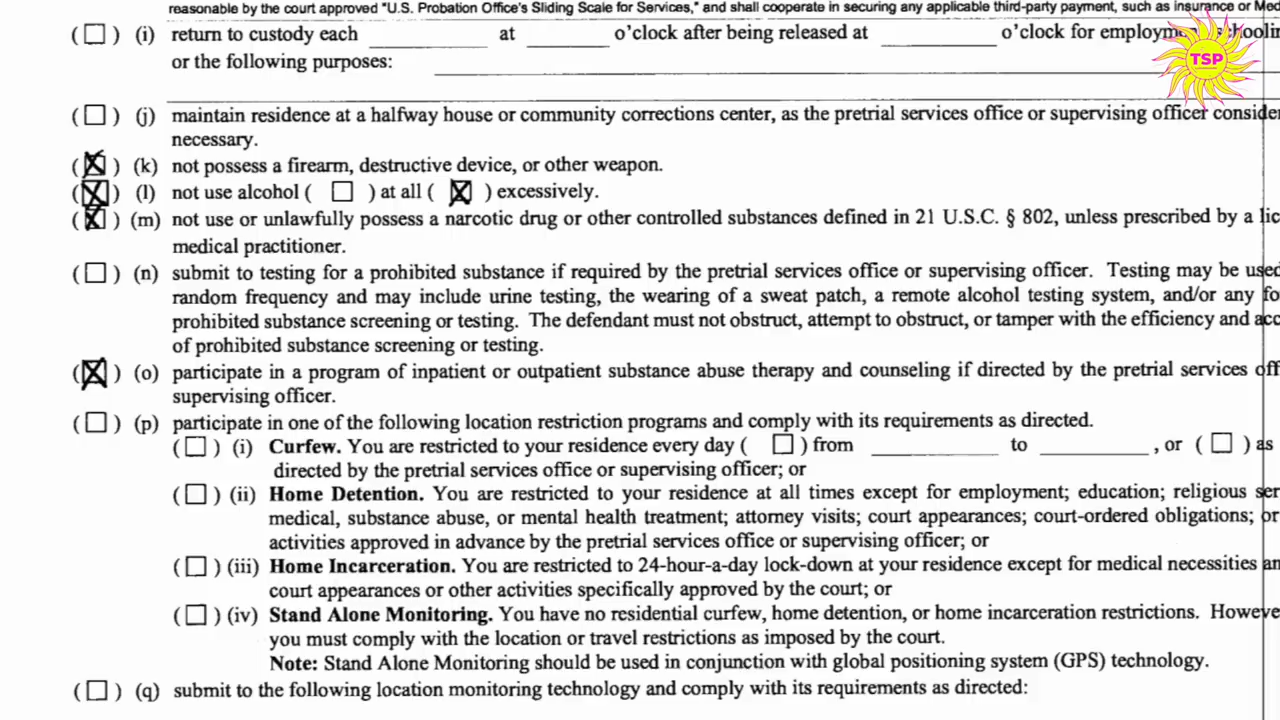 reasonable by the court approved "U.S. Probation Office's Sliding Scale for Services," and shall cooperate in securing any applicable third-party payment, such as insurance or Med
(☐) (i) return to custody each ____________ at ________ o'clock after being released at ___________ o'clock for employm
or the following purposes:
TSP
(☐) (j) maintain residence at a halfway house or community corrections center, as the pretrial services office or supervising officer consider
necessary.
(☒) (k) not possess a firearm, destructive device, or other weapon.
(☒) (l) not use alcohol (☐) at all (☒) excessively.
(☒) (m) not use or unlawfully possess a narcotic drug or other controlled substances defined in 21 U.S.C. § 802, unless prescribed by a lic
medical practitioner.
(☐) (n) submit to testing for a prohibited substance if required by the pretrial services office or supervising officer. Testing may be used
random frequency and may include urine testing, the wearing of a sweat patch, a remote alcohol testing system, and/or any fo
prohibited substance screening or testing. The defendant must not obstruct, attempt to obstruct, or tamper with the efficiency and acc
of prohibited substance screening or testing.
(☒) (o) participate in a program of inpatient or outpatient substance abuse therapy and counseling if directed by the pretrial services off
supervising officer.
(☐) (p) participate in one of the following location restriction programs and comply with its requirements as directed.
(☐) (i) Curfew. You are restricted to your residence every day (☐) from ____________ to __________, or (☐) as
directed by the pretrial services office or supervising officer; or
(☐) (ii) Home Detention. You are restricted to your residence at all times except for employment; education; religious ser
medical, substance abuse, or mental health treatment; attorney visits; court appearances; court-ordered obligations; or
activities approved in advance by the pretrial services office or supervising officer; or
(☐) (iii) Home Incarceration. You are restricted to 24-hour-a-day lock-down at your residence except for medical necessities an
court appearances or other activities specifically approved by the court; or
(☐) (iv) Stand Alone Monitoring. You have no residential curfew, home detention, or home incarceration restrictions. Howeve
you must comply with the location or travel restrictions as imposed by the court.
Note: Stand Alone Monitoring should be used in conjunction with global positioning system (GPS) technology.
(☐) (q) submit to the following location monitoring technology and comply with its requirements as directed: